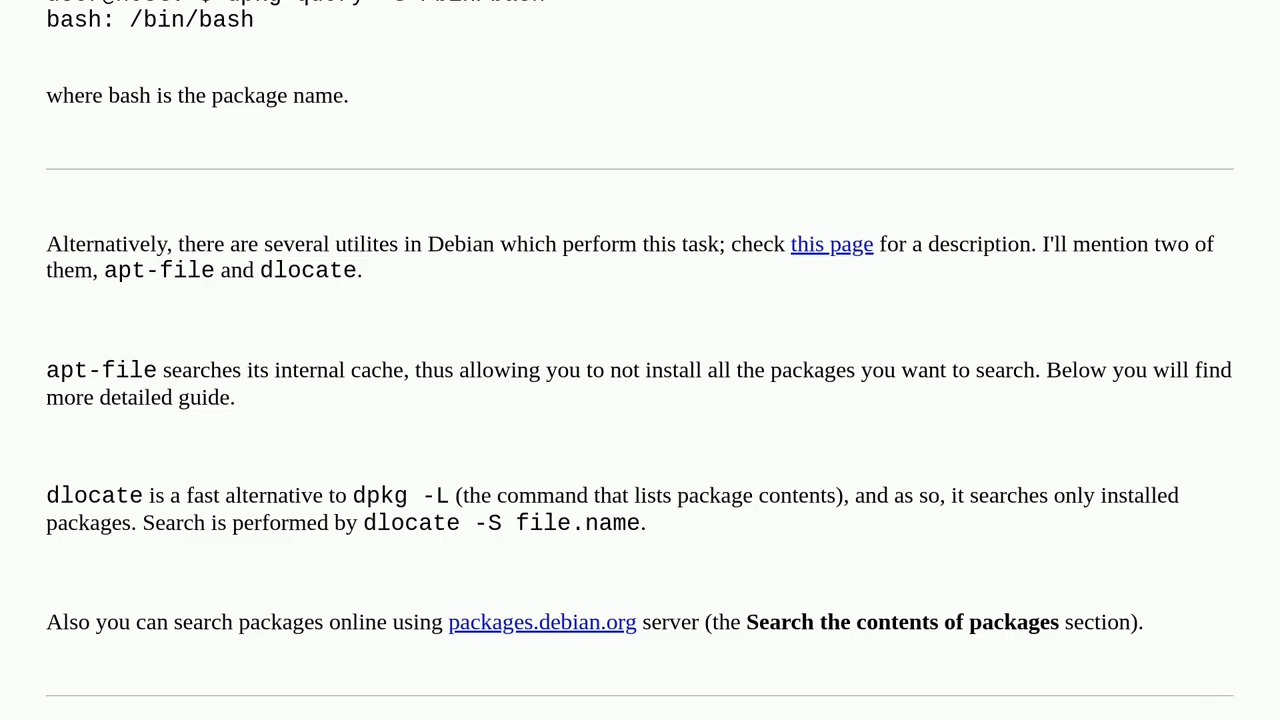 bash: /bin/bash
where bash is the package name.
Alternatively, there are several utilites in Debian which perform this task; check this page for a description. I'll mention two of
them, apt-file and dlocate.
apt-file searches its internal cache, thus allowing you to not install all the packages you want to search. Below you will find
more detailed guide.
dlocate is a fast alternative to dpkg -L (the command that lists package contents), and as so, it searches only installed
packages. Search is performed by dlocate -S file.name.
Also you can search packages online using packages.debian.org server (the Search the contents of packages section).